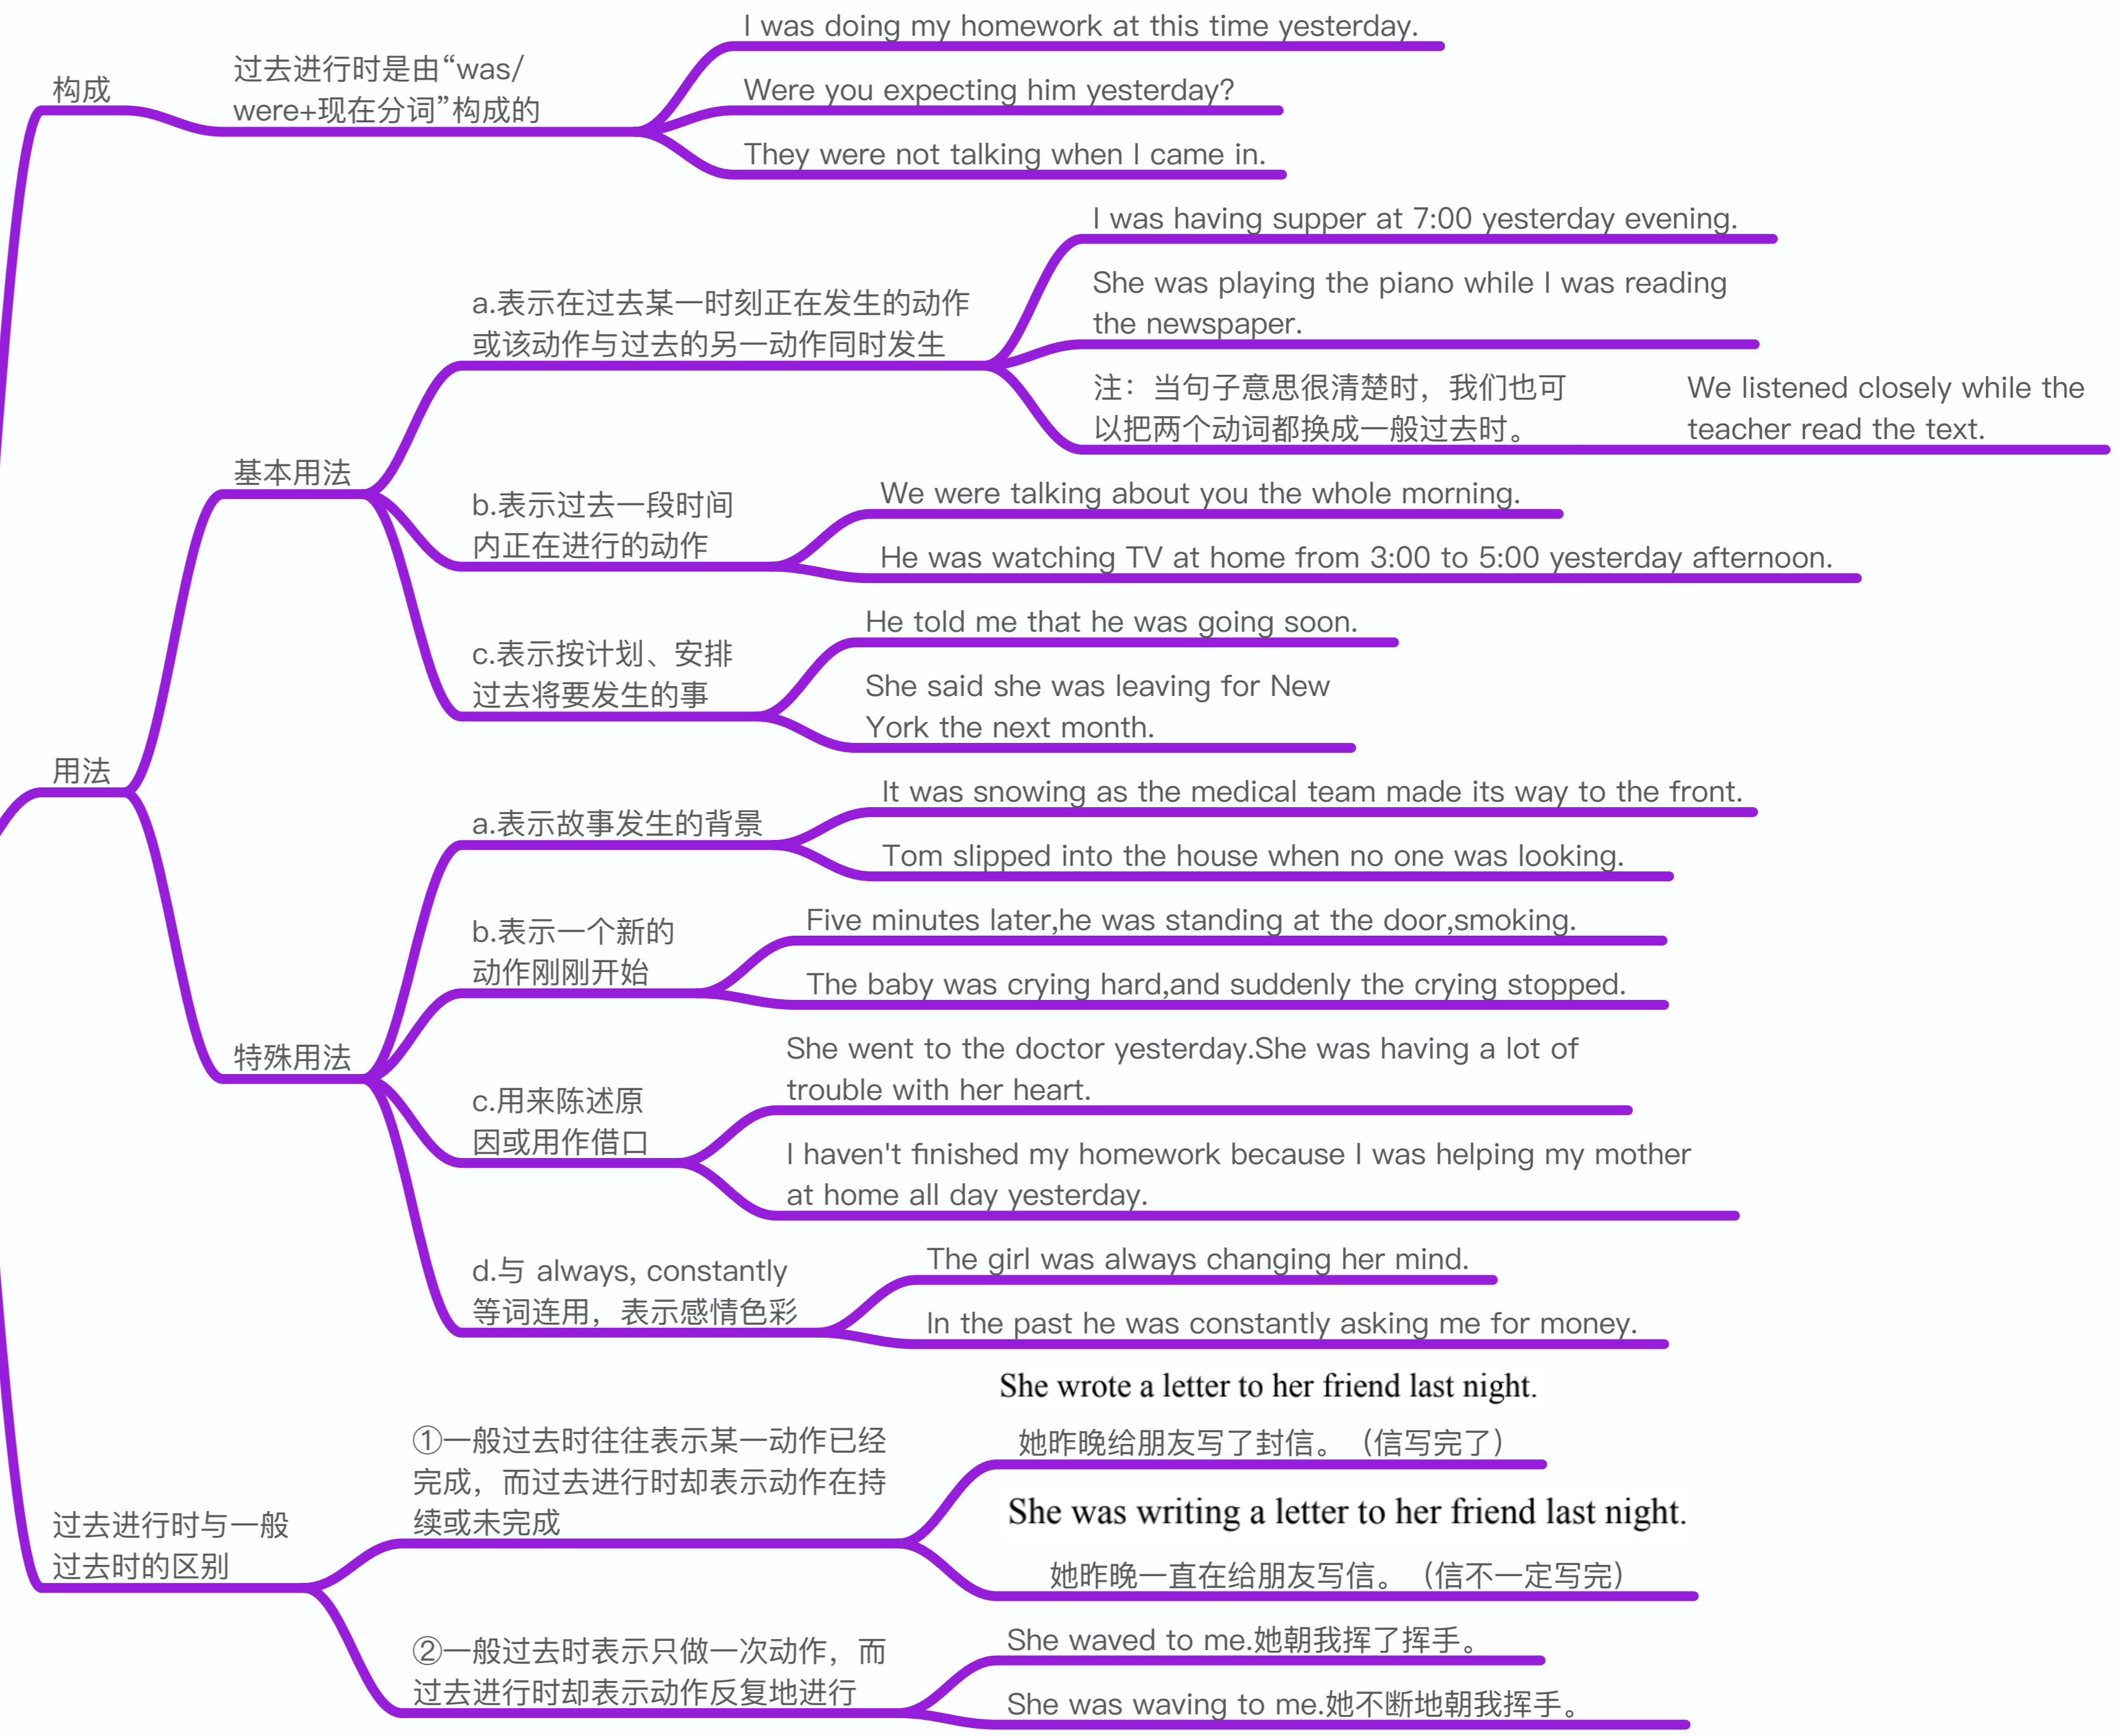 构成
过去进行时是由“was/
were+现在分词”构成的
I was doing my homework at this time yesterday.
Were you expecting him yesterday?
They were not talking when I came in.
用法
基本用法
a.表示在过去某一时刻正在发生的动作
或该动作与过去的另一动作同时发生
I was having supper at 7:00 yesterday evening.
She was playing the piano while I was reading
the newspaper.
注：当句子意思很清楚时，我们也可
以把两个动词都换成一般过去时。
We listened closely while the
teacher read the text.
b.表示过去一段时间
内正在进行的动作
We were talking about you the whole morning.
He was watching TV at home from 3:00 to 5:00 yesterday afternoon.
c.表示按计划、安排
过去将要发生的事
He told me that he was going soon.
She said she was leaving for New
York the next month.
特殊用法
a.表示故事发生的背景
It was snowing as the medical team made its way to the front.
Tom slipped into the house when no one was looking.
b.表示一个新的
动作刚刚开始
Five minutes later,he was standing at the door,smoking.
The baby was crying hard,and suddenly the crying stopped.
c.用来陈述原
因或用作借口
She went to the doctor yesterday.She was having a lot of
trouble with her heart.
I haven't finished my homework because I was helping my mother
at home all day yesterday.
d.与 always, constantly
等词连用，表示感情色彩
The girl was always changing her mind.
In the past he was constantly asking me for money.
过去进行时与一般
过去时的区别
①一般过去时往往表示某一动作已经
完成，而过去进行时却表示动作在持
续或未完成
She wrote a letter to her friend last night.
她昨晚给朋友写了封信。（信写完了）
She was writing a letter to her friend last night.
她昨晚一直在给朋友写信。（信不一定写完）
②一般过去时表示只做一次动作，而
过去进行时却表示动作反复地进行
She waved to me.她朝我挥了挥手。
She was waving to me.她不断地朝我挥手。